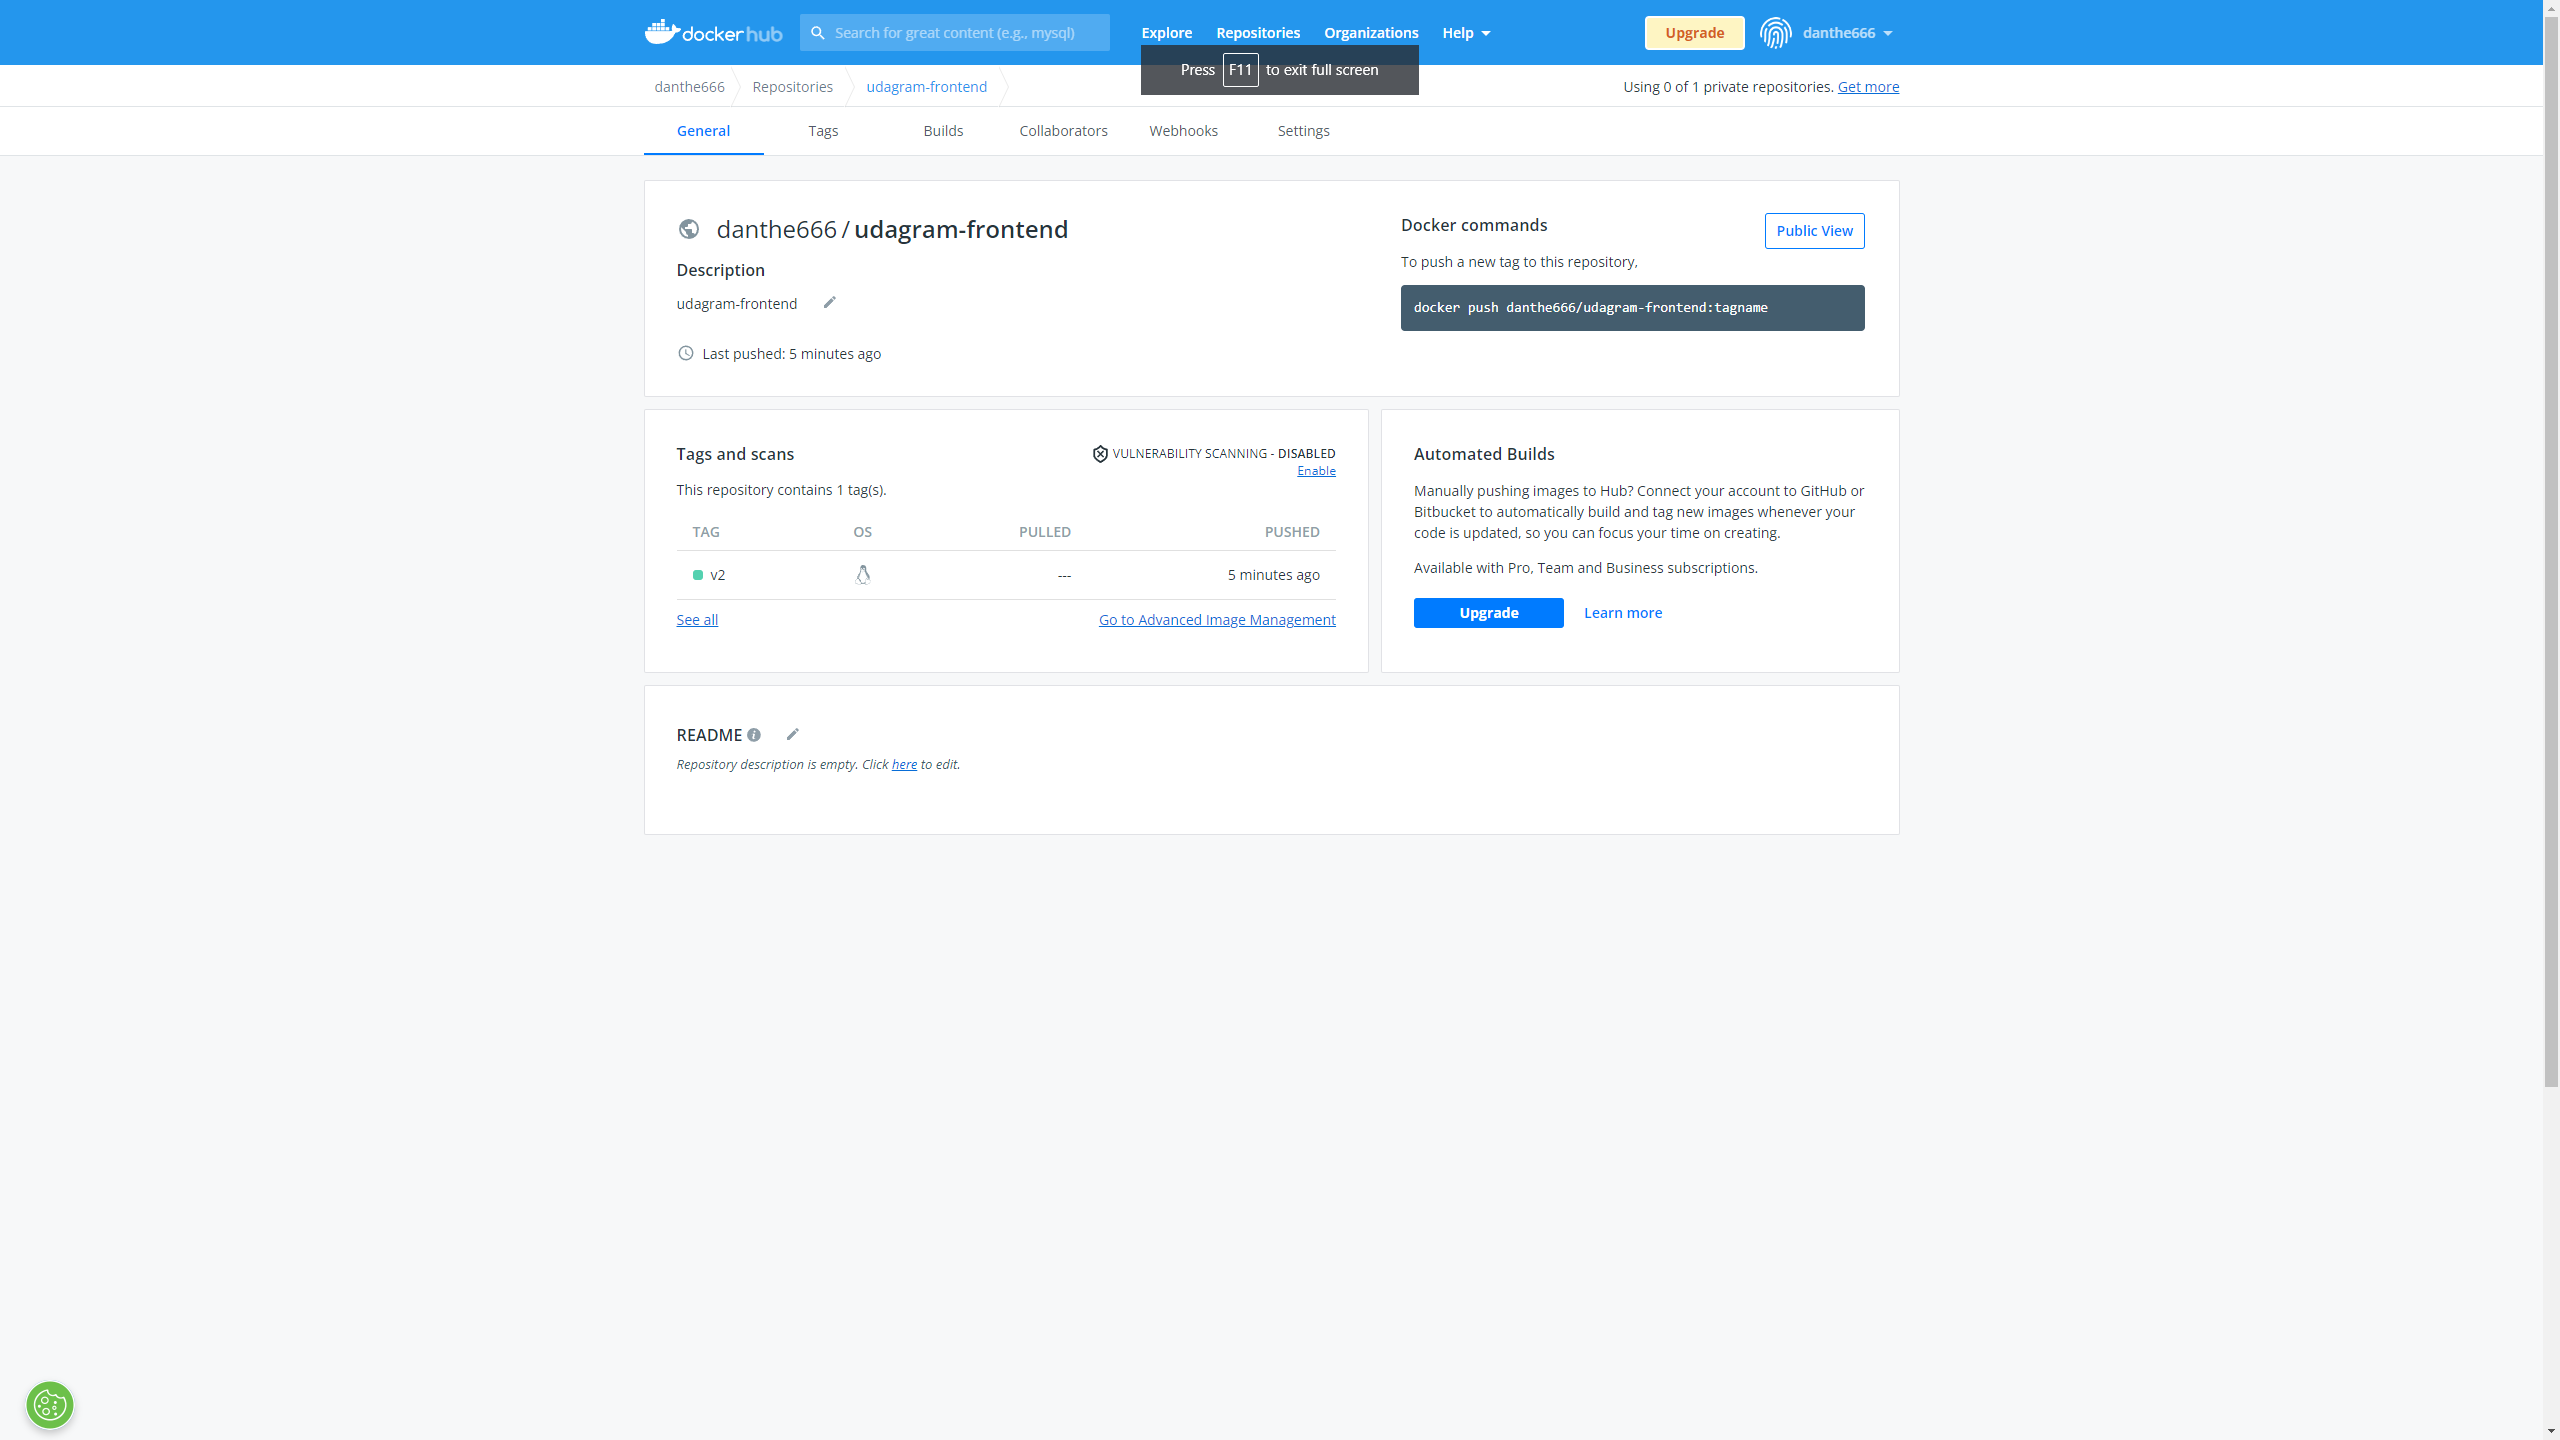 docker hub
Search for great content (e.g., mysql)
Explore
Repositories
Organizations
Help
Upgrade
danthe666
Press F11 to exit full screen
danthe666
Repositories
udagram-frontend
Using 0 of 1 private repositories. Get more
General
Tags
Builds
Collaborators
Webhooks
Settings
danthe666 / udagram-frontend
Description
udagram-frontend
Last pushed: 5 minutes ago
Docker commands
Public View
To push a new tag to this repository,
docker push danthe666/udagram-frontend:tagname
Tags and scans
VULNERABILITY SCANNING - DISABLED
Enable
This repository contains 1 tag(s).
TAG OS PULLED PUSHED
v2 --- 5 minutes ago
See all
Go to Advanced Image Management
Automated Builds
Manually pushing images to Hub? Connect your account to GitHub or
Bitbucket to automatically build and tag new images whenever your
code is updated, so you can focus your time on creating.
Available with Pro, Team and Business subscriptions.
Upgrade
Learn more
README
Repository description is empty. Click here to edit.